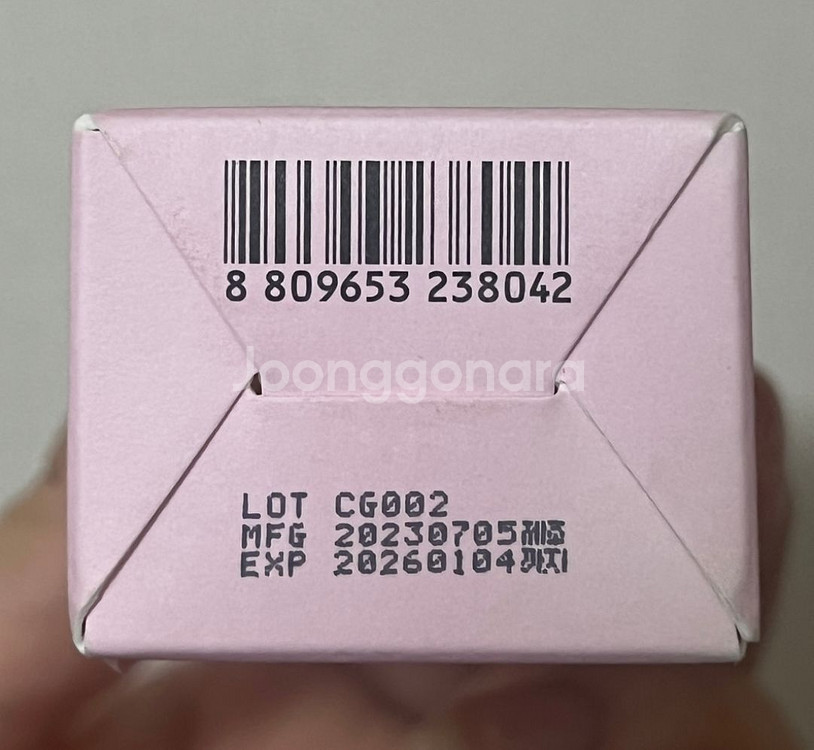 8 809653 238042
Joonggonara
LOT CG002
MFG 20230705제조
EXP 20260104까지